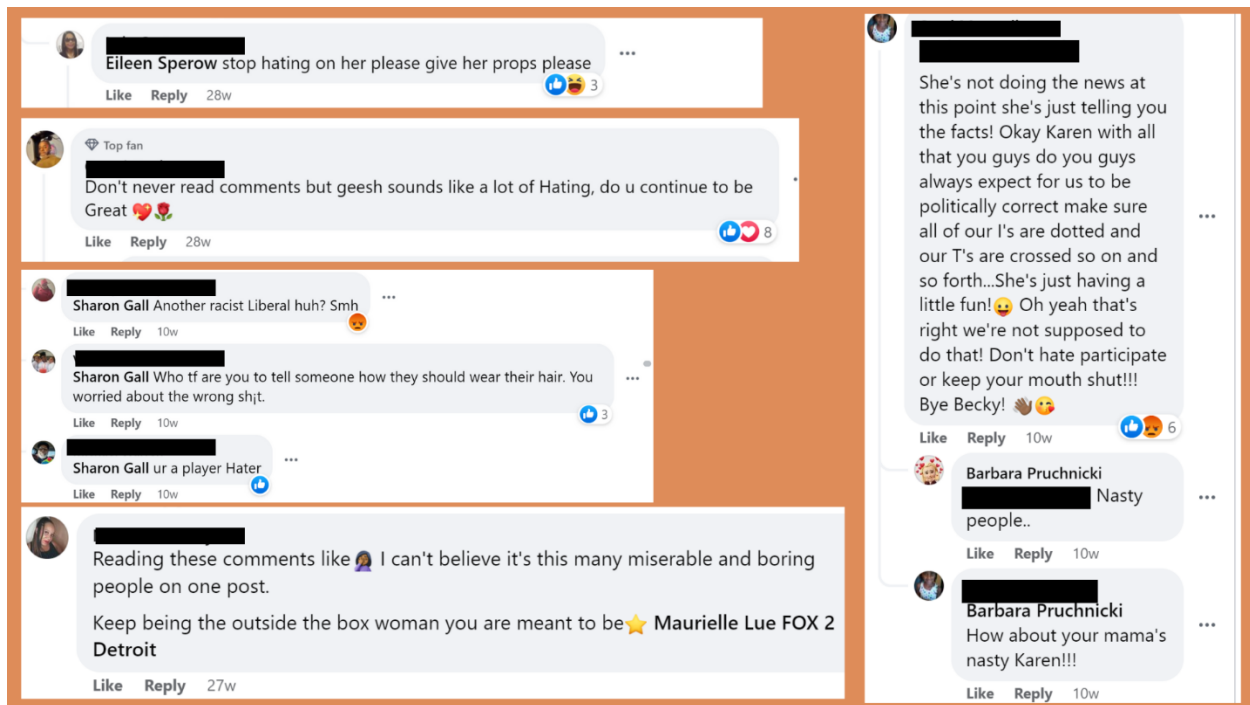 Eileen Sperow stop hating on her please give her props please
3
Like Reply 28w
Top fan
Don't never read comments but geesh sounds like a lot of Hating, do u continue to be
Great 💖🌹
8
Like Reply 28w
Sharon Gall Another racist Liberal huh? Smh
Like Reply 10w
Sharon Gall Who tf are you to tell someone how they should wear their hair. You
worried about the wrong sh¡t.
3
Like Reply 10w
Sharon Gall ur a player Hater
Like Reply 10w
Reading these comments like🤦🏾‍♀️ I can't believe it's this many miserable and boring
people on one post.
Keep being the outside the box woman you are meant to be⭐ Maurielle Lue FOX 2
Detroit
Like Reply 27w
She's not doing the news at
this point she's just telling you
the facts! Okay Karen with all
that you guys do you guys
always expect for us to be
politically correct make sure
all of our I's are dotted and
our T's are crossed so on and
so forth...She's just having a
little fun!😛 Oh yeah that's
right we're not supposed to
do that! Don't hate participate
or keep your mouth shut!!!
Bye Becky! 👋🏾😘
6
Like Reply 10w
Barbara Pruchnicki
Nasty
people..
Like Reply 10w
Barbara Pruchnicki
How about your mama's
nasty Karen!!!
Like Reply 10w